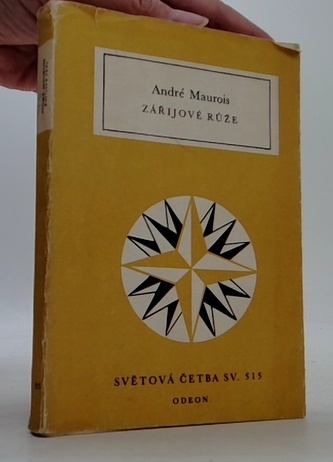 André Maurois
ZÁŘIJOVÉ RŮŽE
SVĚTOVÁ ČETBA SV. 515
ODEON